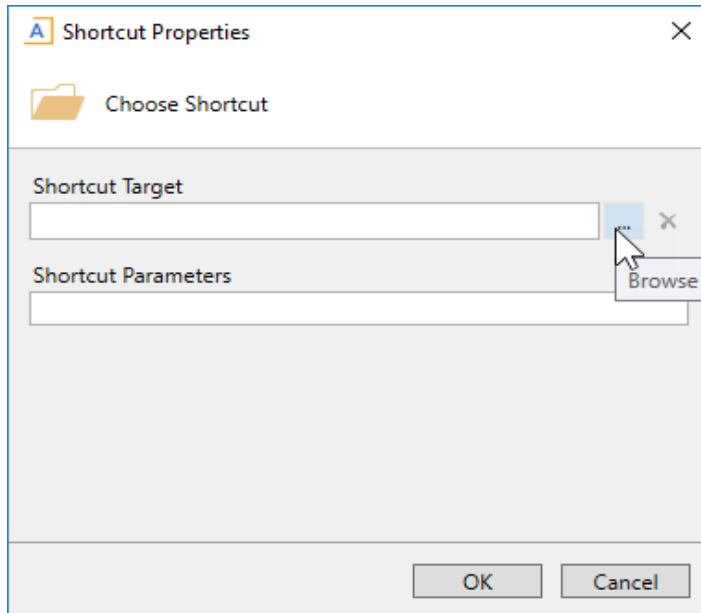 A Shortcut Properties
Choose Shortcut
Shortcut Target
...
Browse
Shortcut Parameters
OK Cancel